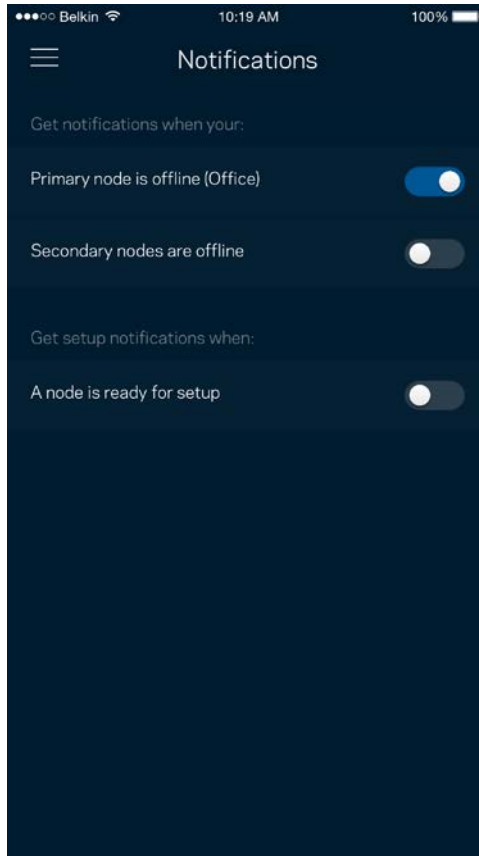 Belkin 10:19 AM 100%
Notifications
Get notifications when your:
Primary node is offline (Office)
Secondary nodes are offline
Get setup notifications when:
A node is ready for setup